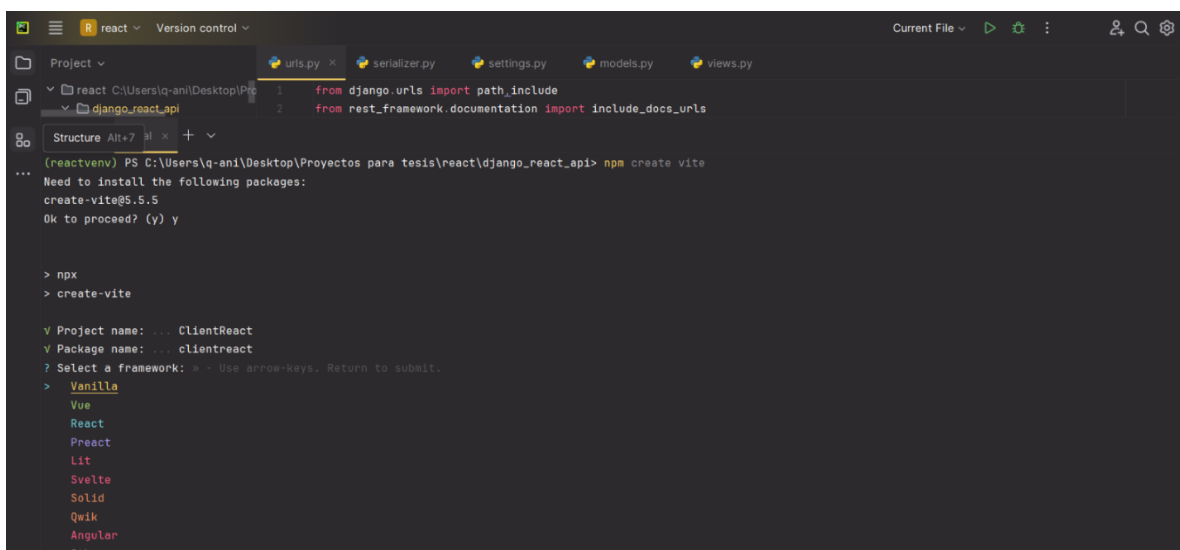 R react Version control Current File
Project urls.py serializer.py settings.py models.py views.py
react C:\Users\q-ani\Desktop\Pro 1 from django.urls import path,include
django_react_api 2 from rest_framework.documentation import include_docs_urls
Structure Alt+7
(reactvenv) PS C:\Users\q-ani\Desktop\Proyectos para tesis\react\django_react_api> npm create vite
Need to install the following packages:
create-vite@5.5.5
Ok to proceed? (y) y
> npx
> create-vite
√ Project name: ... ClientReact
√ Package name: ... clientreact
? Select a framework: » - Use arrow-keys. Return to submit.
> Vanilla
Vue
React
Preact
Lit
Svelte
Solid
Qwik
Angular